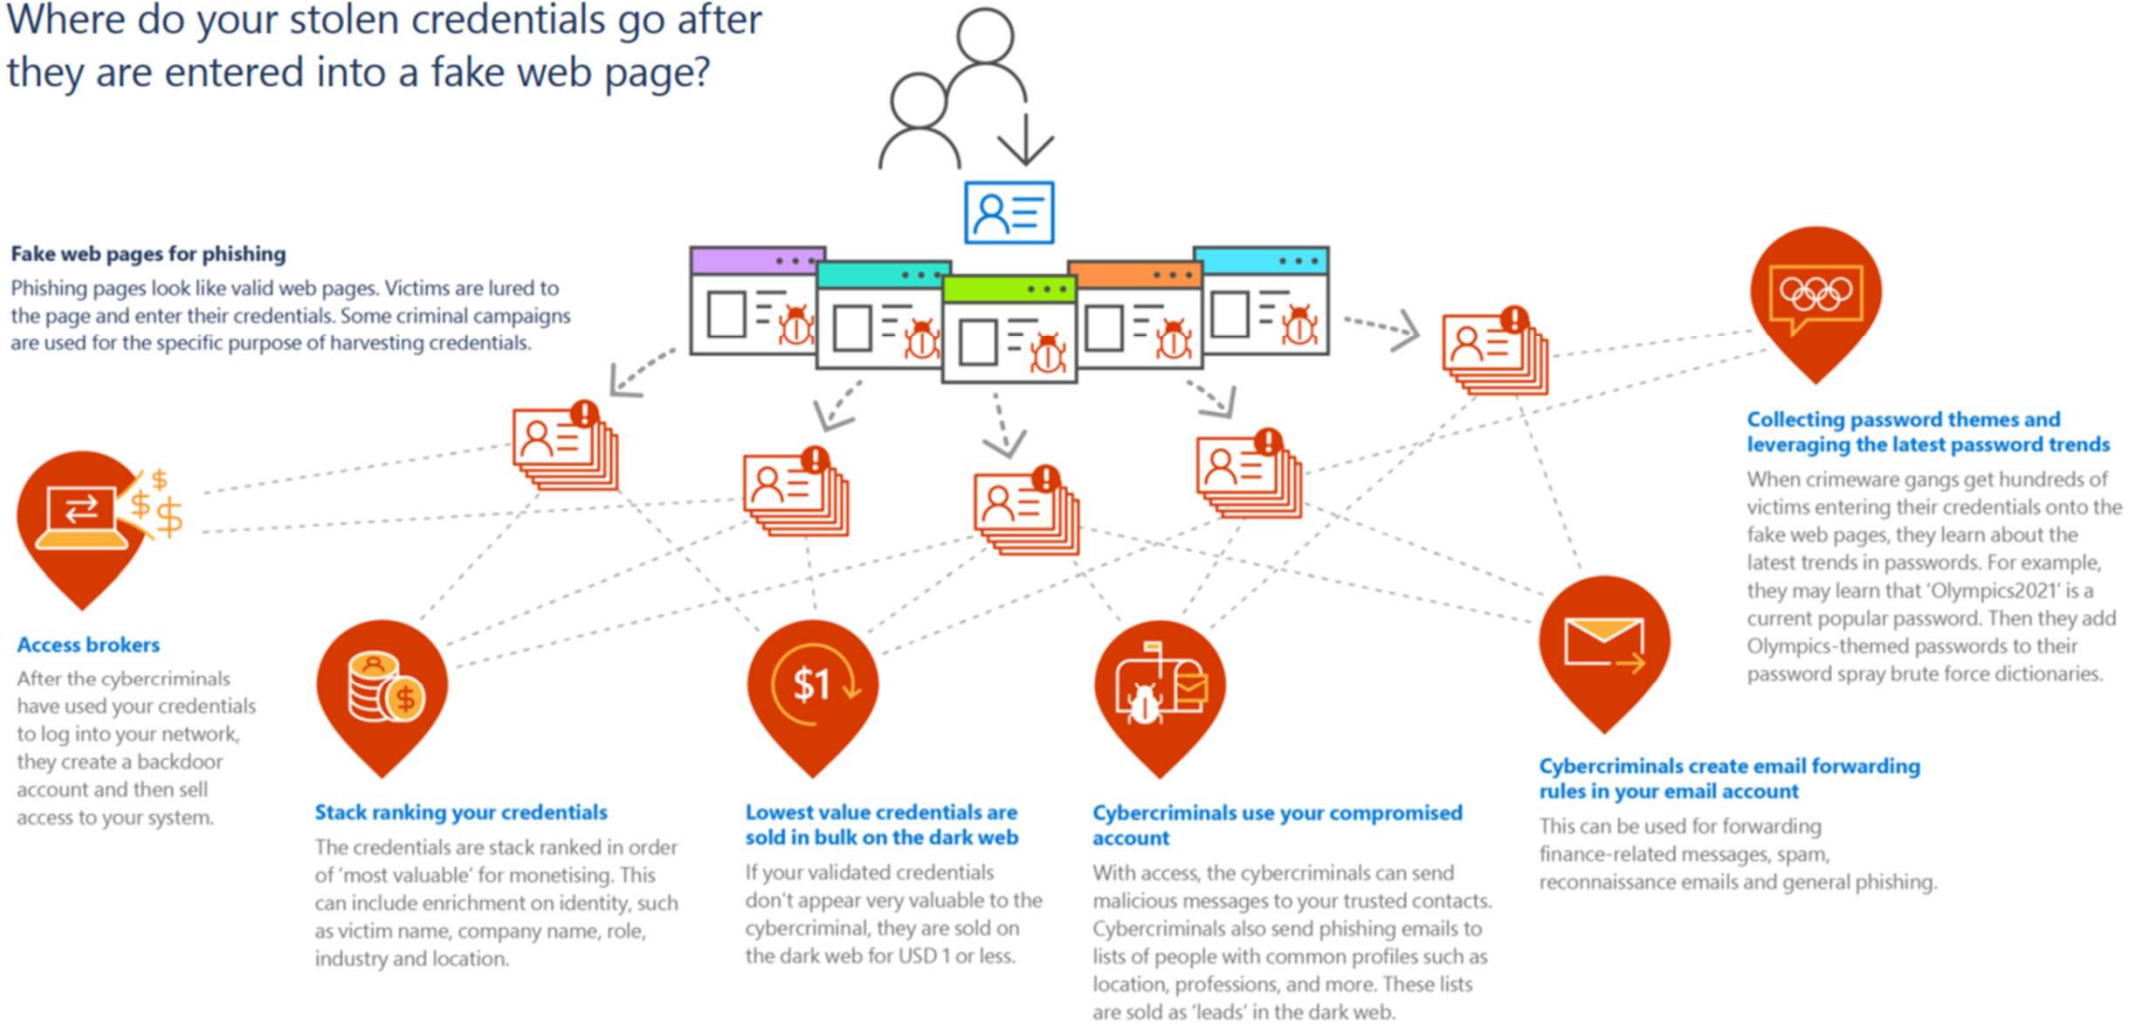 Where do your stolen credentials go after
they are entered into a fake web page?
Fake web pages for phishing
Phishing pages look like valid web pages. Victims are lured to
the page and enter their credentials. Some criminal campaigns
are used for the specific purpose of harvesting credentials.
$
$ $
Access brokers
After the cybercriminals
have used your credentials
to log into your network,
they create a backdoor
account and then sell
access to your system.
$
Stack ranking your credentials
The credentials are stack ranked in order
of ‘most valuable’ for monetising. This
can include enrichment on identity, such
as victim name, company name, role,
industry and location.
$1
Lowest value credentials are
sold in bulk on the dark web
If your validated credentials
don't appear very valuable to the
cybercriminal, they are sold on
the dark web for USD 1 or less.
Cybercriminals use your compromised
account
With access, the cybercriminals can send
malicious messages to your trusted contacts.
Cybercriminals also send phishing emails to
lists of people with common profiles such as
location, professions, and more. These lists
are sold as ‘leads’ in the dark web.
Cybercriminals create email forwarding
rules in your email account
This can be used for forwarding
finance-related messages, spam,
reconnaissance emails and general phishing.
Collecting password themes and
leveraging the latest password trends
When crimeware gangs get hundreds of
victims entering their credentials onto the
fake web pages, they learn about the
latest trends in passwords. For example,
they may learn that ‘Olympics2021’ is a
current popular password. Then they add
Olympics-themed passwords to their
password spray brute force dictionaries.